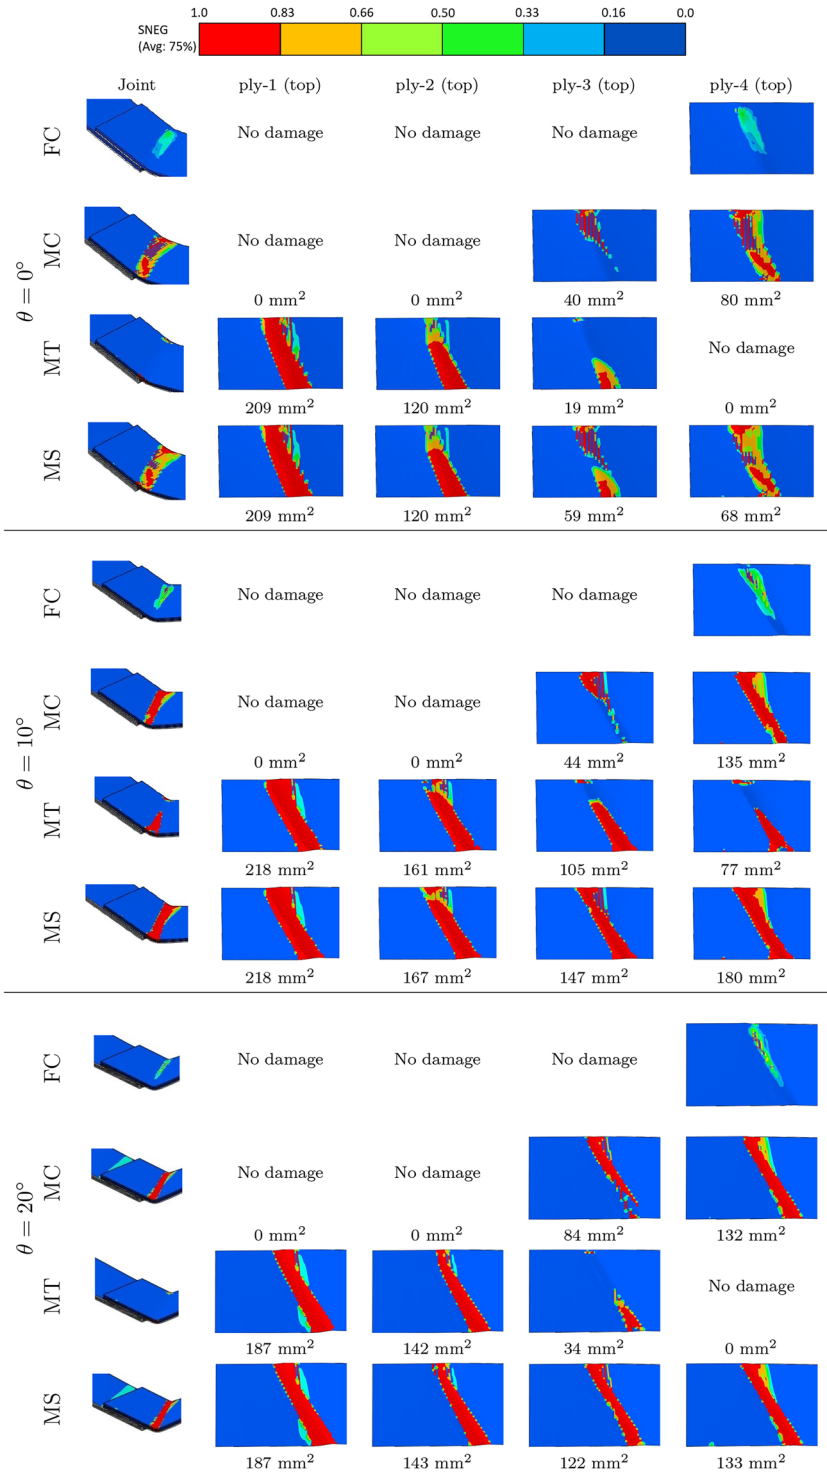 SNEG
(Avg: 75%)
1.0 0.83 0.66 0.50 0.33 0.16 0.0
Joint ply-1 (top) ply-2 (top) ply-3 (top) ply-4 (top)
θ = 0°
FC No damage No damage No damage
MC No damage No damage
0 mm² 0 mm² 40 mm² 80 mm²
MT No damage
209 mm² 120 mm² 19 mm² 0 mm²
MS
209 mm² 120 mm² 59 mm² 68 mm²
θ = 10°
FC No damage No damage No damage
MC No damage No damage
0 mm² 0 mm² 44 mm² 135 mm²
MT
218 mm² 161 mm² 105 mm² 77 mm²
MS
218 mm² 167 mm² 147 mm² 180 mm²
θ = 20°
FC No damage No damage No damage
MC No damage No damage
0 mm² 0 mm² 84 mm² 132 mm²
MT No damage
187 mm² 142 mm² 34 mm² 0 mm²
MS
187 mm² 143 mm² 122 mm² 133 mm²